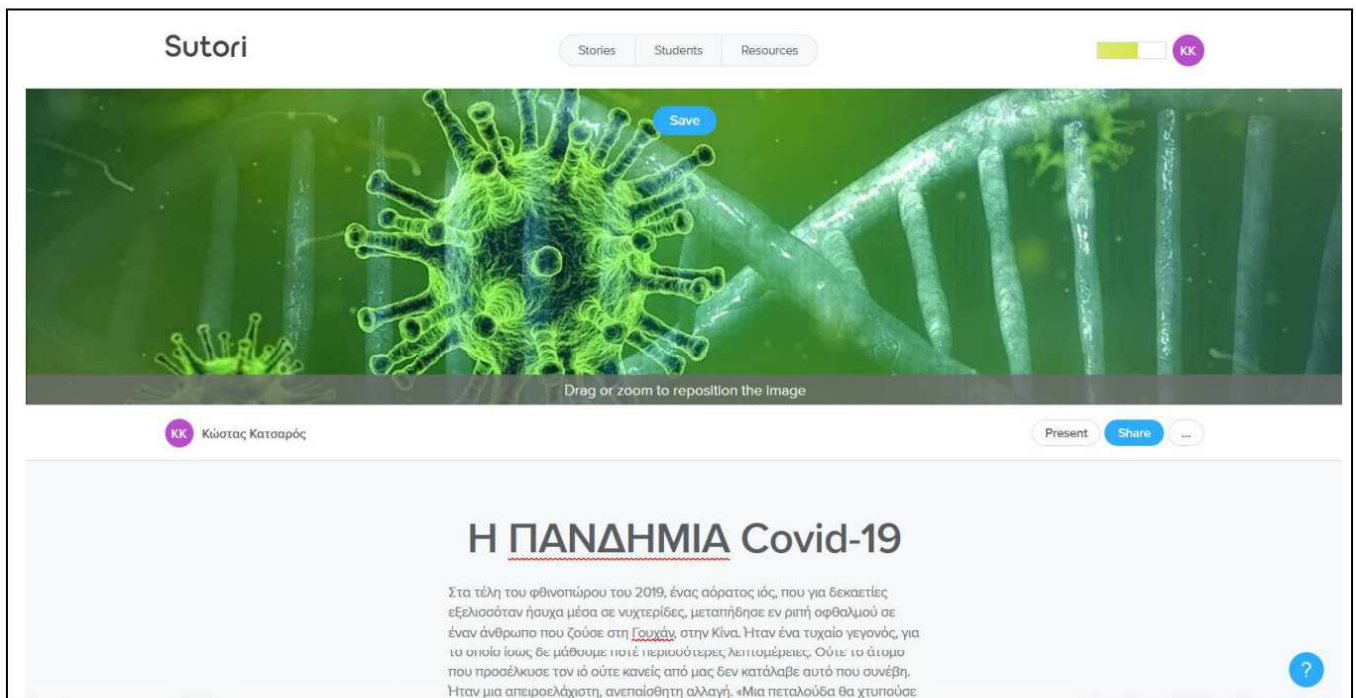 Sutori
Stories Students Resources
KK
Save
Drag or zoom to reposition the image
KK Κώστας Κατσαρός
Present Share ...
Η ΠΑΝΔΗΜΙΑ Covid-19
Στα τέλη του φθινοπώρου του 2019, ένας αόρατος ιός, που για δεκαετίες
εξελισσόταν ήσυχα μέσα σε νυχτερίδες, μεταπήδησε εν ριπή οφθαλμού σε
έναν άνθρωπο που ζούσε στη Γουχάν, στην Κίνα. Ήταν ένα τυχαίο γεγονός, για
το οποίο ίσως δε μάθουμε ποτέ περισσότερες λεπτομέρειες. Ούτε το άτομο
που προσέλκυσε τον ιό ούτε κανείς από μας δεν κατάλαβε αυτό που συνέβη.
Ήταν μια απειροελάχιστη, ανεπαίσθητη αλλαγή. «Μια πεταλούδα θα χτυπούσε
?